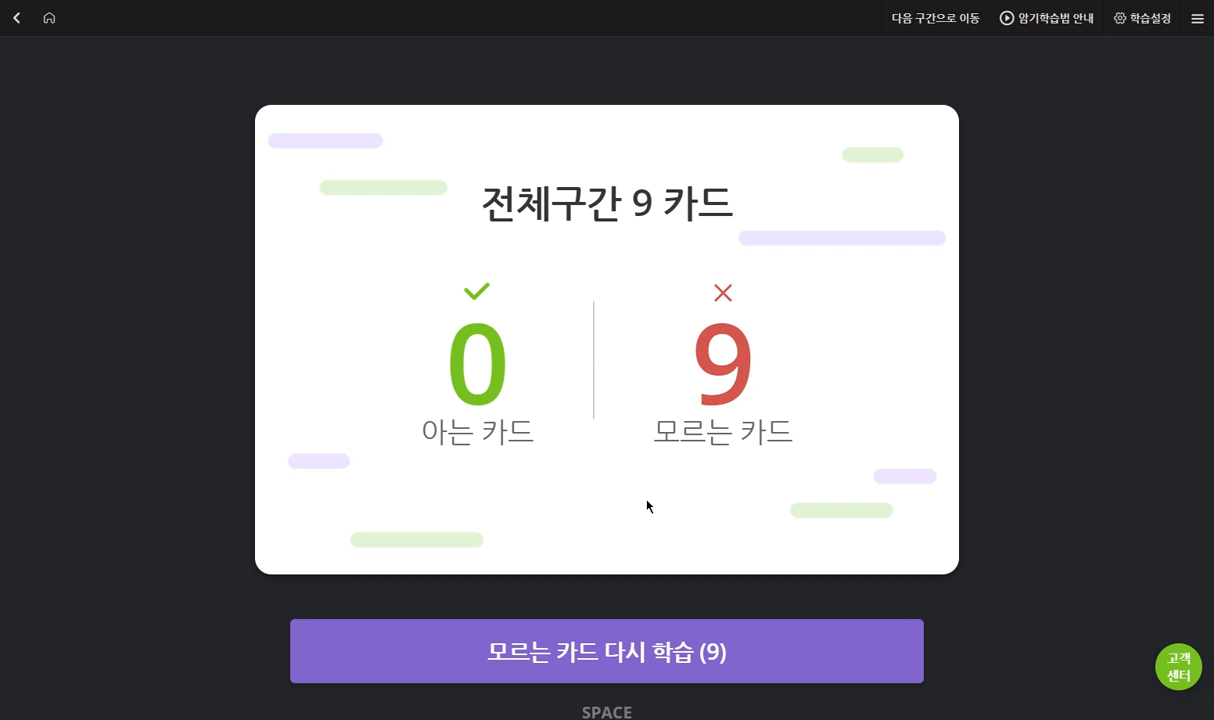 다음 구간으로 이동
암기학습법 안내
학습설정
전체구간 9 카드
0
아는 카드
9
모르는 카드
모르는 카드 다시 학습 (9)
고객
센터
SPACE